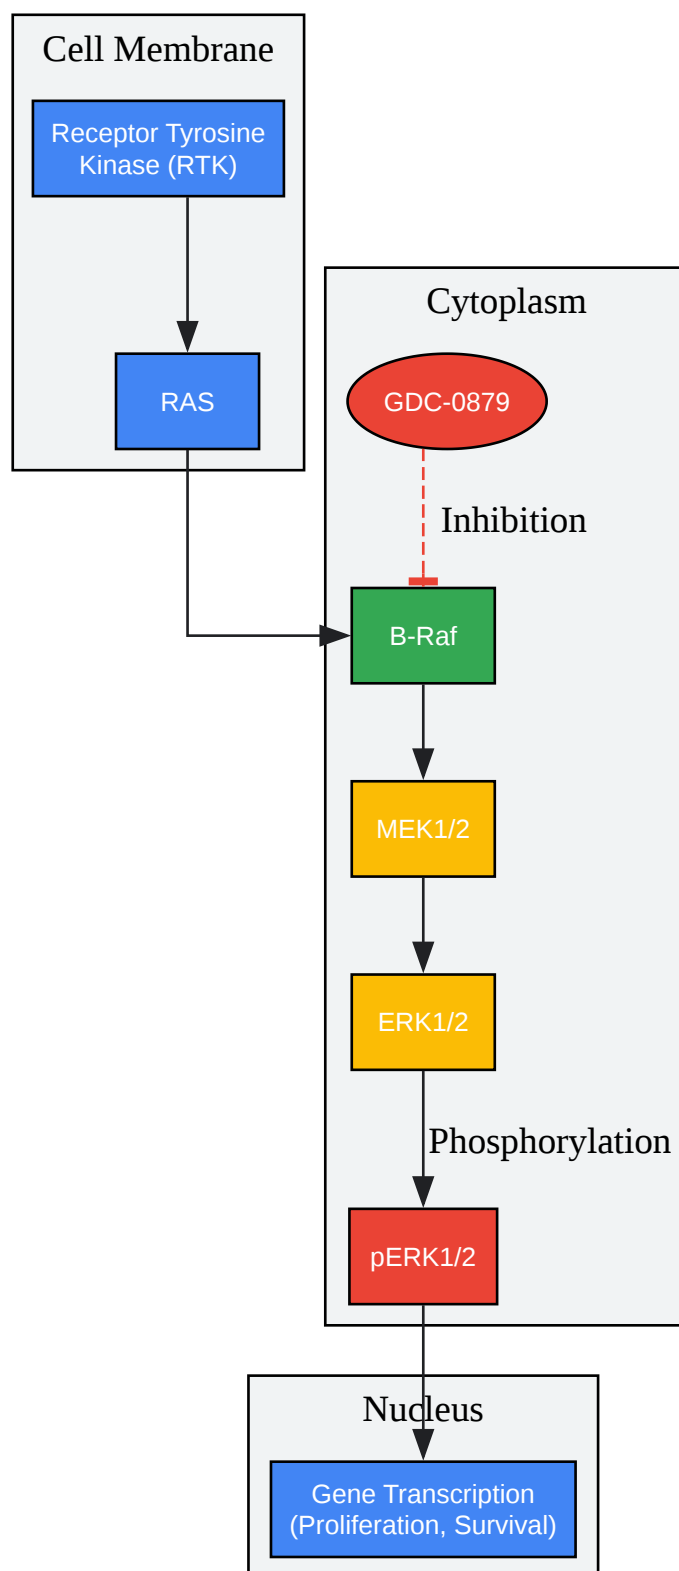 Cell Membrane
Receptor Tyrosine
Kinase (RTK)
RAS
Cytoplasm
GDC-0879
Inhibition
B-Raf
MEK1/2
ERK1/2
Phosphorylation
pERK1/2
Nucleus
Gene Transcription
(Proliferation, Survival)